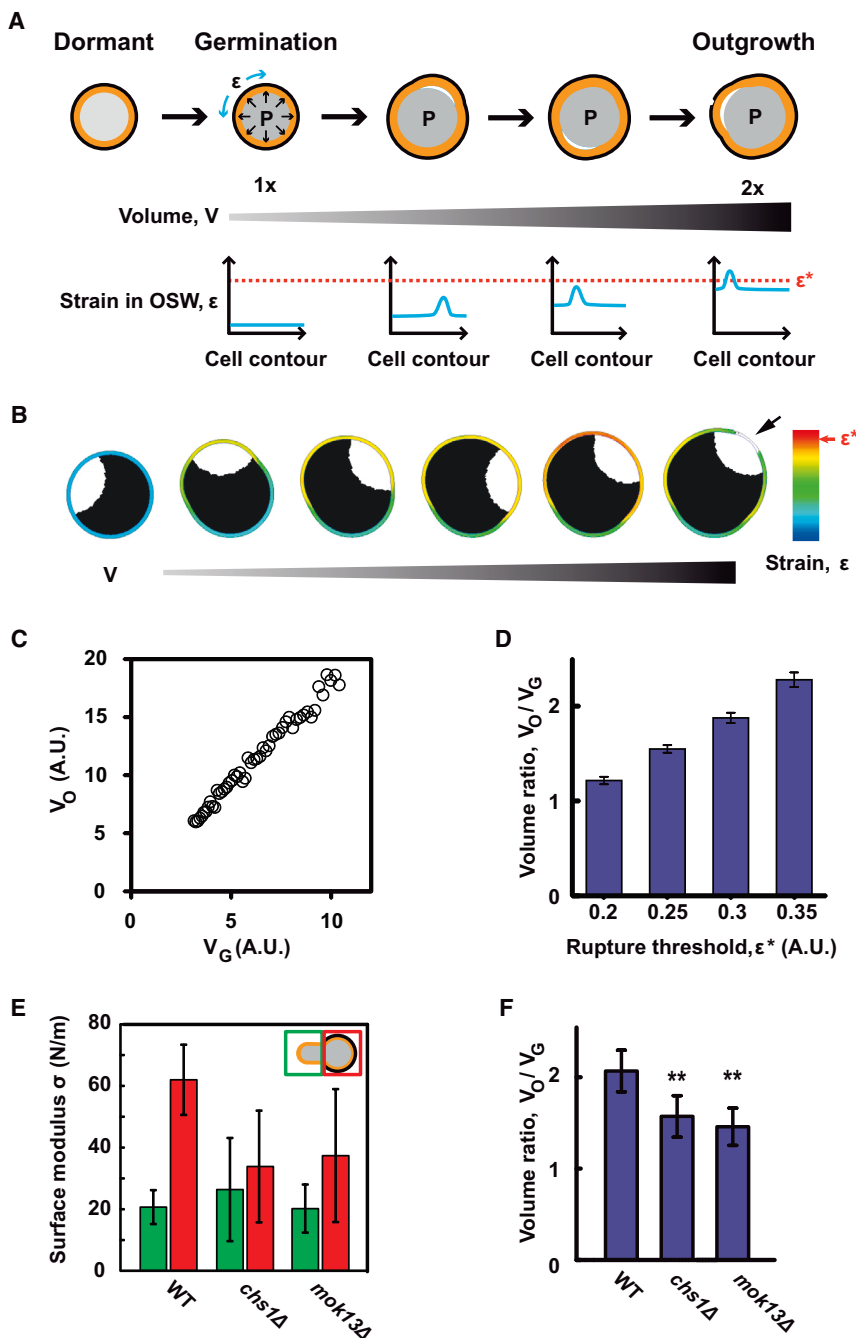 A
Dormant
Germination
Outgrowth
ε
P
P
P
P
1x
2x
Volume, V
Strain in OSW, ε
ε*
Cell contour
Cell contour
Cell contour
Cell contour
B
ε*
V
Strain, ε
C
20
15
10
5
0
V_O (A.U.)
0
5
10
V_G (A.U.)
D
2
1
0
Volume ratio, V_O / V_G
0.2
0.25
0.3
0.35
Rupture threshold,ε* (A.U.)
E
80
60
40
20
0
Surface modulus σ (N/m)
WT
chs1Δ
mok13Δ
F
2
1
0
Volume ratio, V_O / V_G
**
**
WT
chs1Δ
mok13Δ